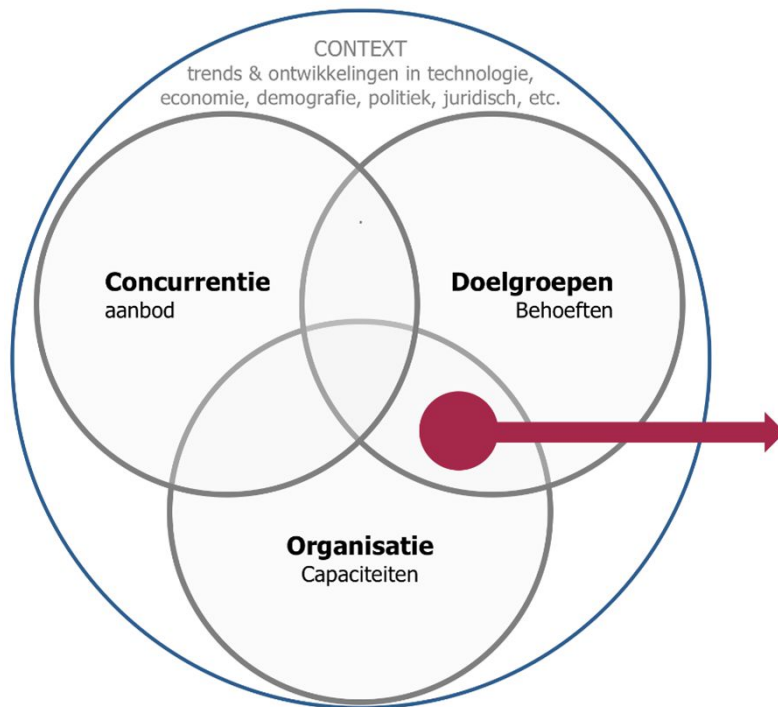 CONTEXT
trends & ontwikkelingen in technologie,
economie, demografie, politiek, juridisch, etc.
Concurrentie
aanbod
Doelgroepen
Behoeften
Organisatie
Capaciteiten